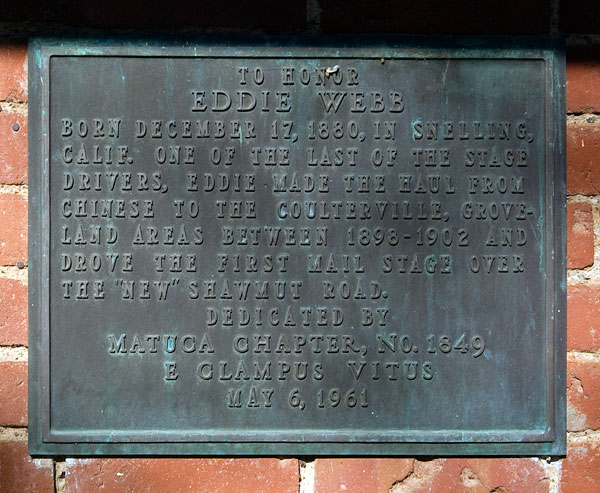 TO HONOR
EDDIE WEBB
BORN DECEMBER 17, 1880, IN SNELLING,
CALIF. ONE OF THE LAST OF THE STAGE
DRIVERS, EDDIE MADE THE HAUL FROM
CHINESE TO THE COULTERVILLE, GROVE-
LAND AREAS BETWEEN 1898-1902 AND
DROVE THE FIRST MAIL STAGE OVER
THE "NEW" SHAWMUT ROAD.
DEDICATED BY
MATUCA CHAPTER, NO. 1849
E CLAMPUS VITUS
MAY 6, 1961